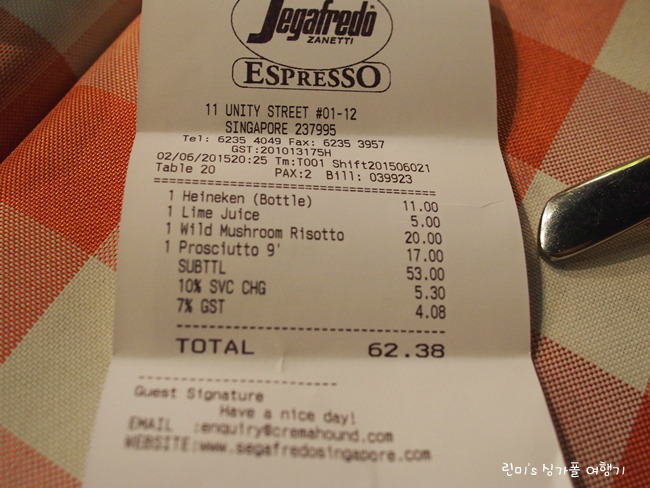 Segafredo
ZANETTI
ESPRESSO
11 UNITY STREET #01-12
SINGAPORE 237995
Tel: 6235 4049 Fax: 6235 3957
GST:201013175H
02/06/201520:25 Tm:T001 Shift201506021
Table 20 PAX:2 Bill: 039923
1 Heineken (Bottle) 11.00
1 Lime Juice 5.00
1 Wild Mushroom Risotto 20.00
1 Prosciutto 9' 17.00
SUBTTL 53.00
10% SVC CHG 5.30
7% GST 4.08
TOTAL 62.38
Guest Signature
Have a nice day!
EMAIL :enquiry@cremahound.com
WEBSITE:www.segafredosingapore.com
린미's 싱가폴 여행기